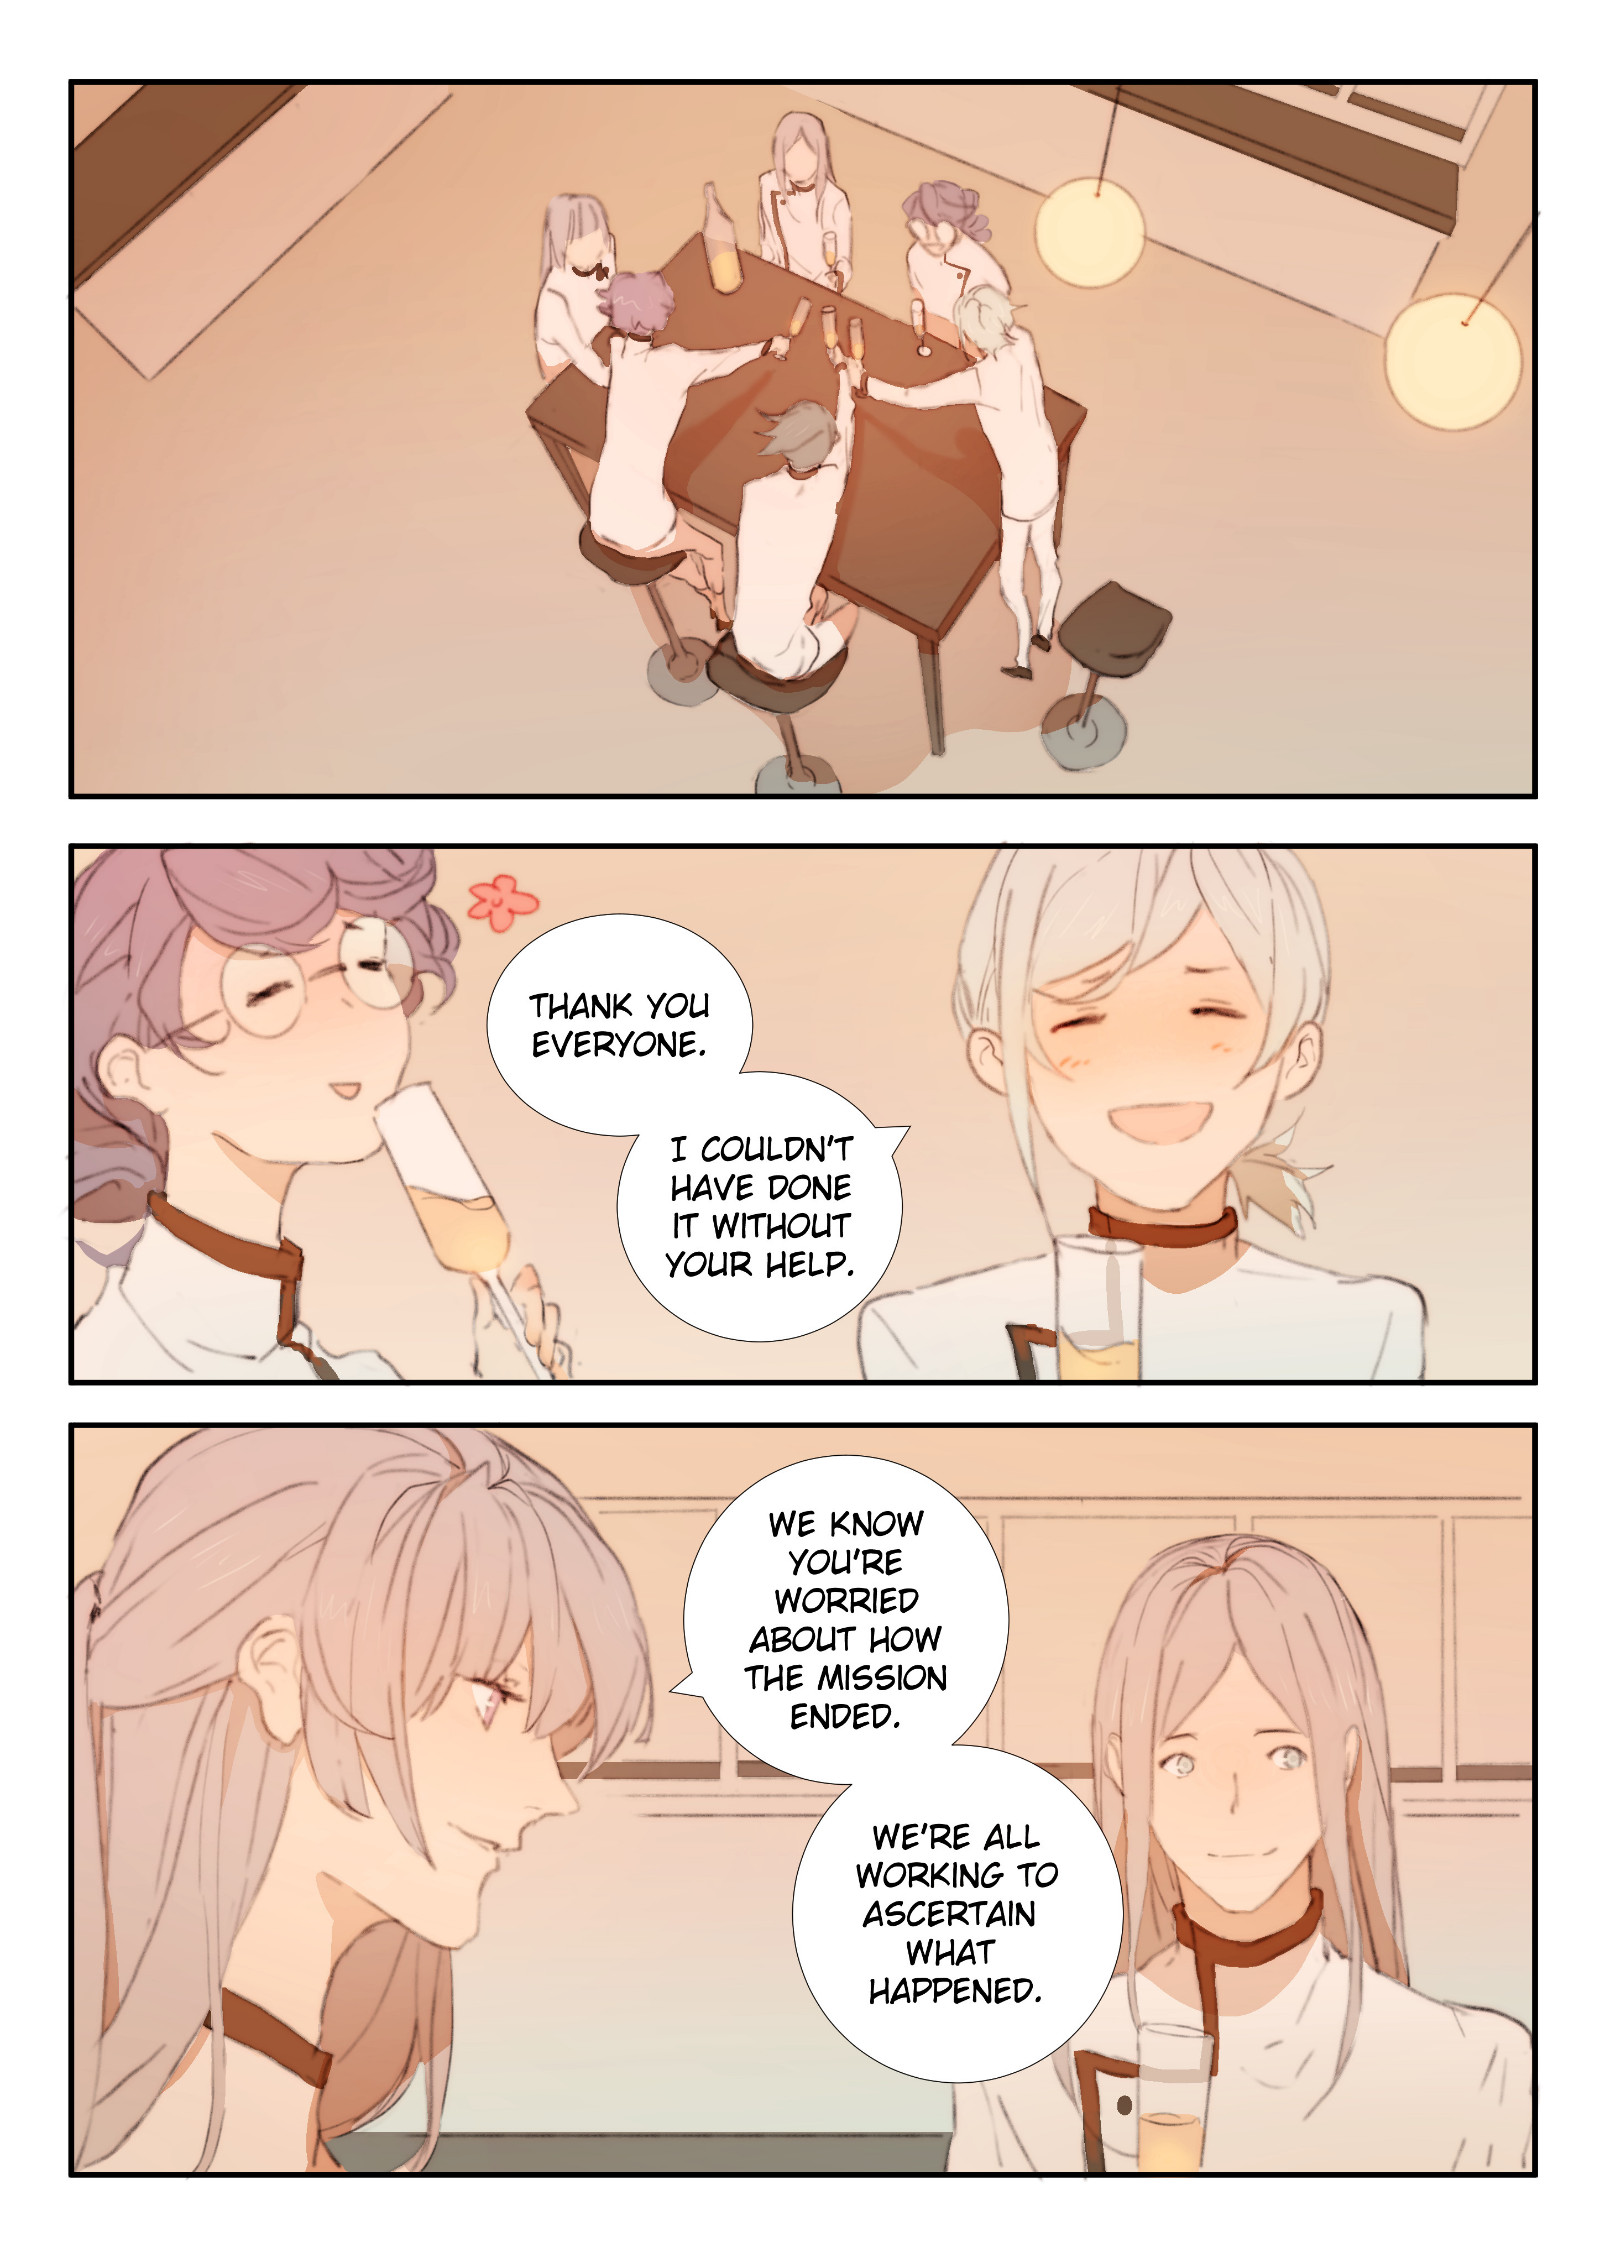 THANK YOU
EVERYONE.
I COULDN'T
HAVE DONE
IT WITHOUT
YOUR HELP.
WE KNOW
YOU'RE
WORRIED
ABOUT HOW
THE MISSION
ENDED.
WE'RE ALL
WORKING TO
ASCERTAIN
WHAT
HAPPENED.